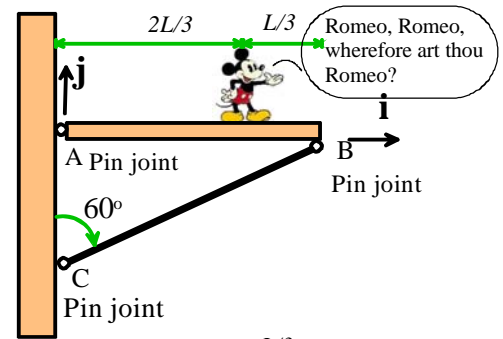 2L/3
L/3
Romeo, Romeo,
wherefore art thou
Romeo?
j
i
A Pin joint
B
Pin joint
60º
C
Pin joint